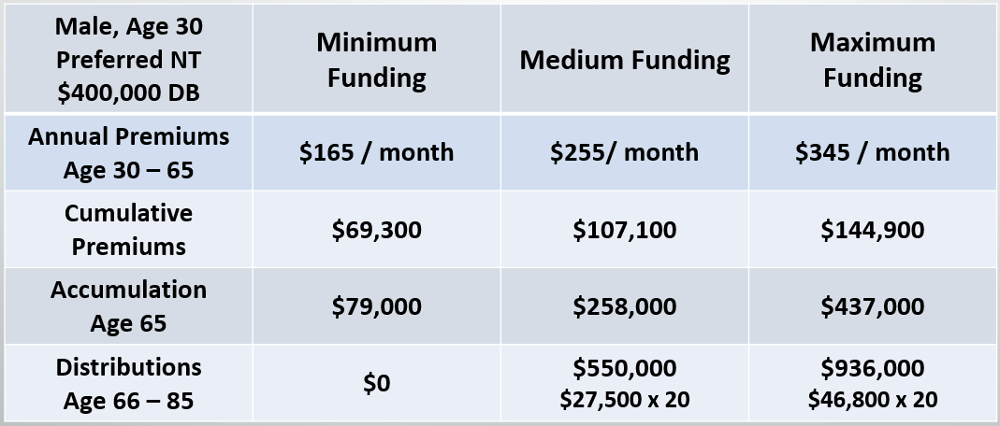 Male, Age 30
Preferred NT
$400,000 DB
Minimum
Funding
Medium Funding
Maximum
Funding
Annual Premiums
Age 30 – 65
$165 / month
$255/ month
$345 / month
Cumulative
Premiums
$69,300
$107,100
$144,900
Accumulation
Age 65
$79,000
$258,000
$437,000
Distributions
Age 66 – 85
$0
$550,000
$27,500 x 20
$936,000
$46,800 x 20